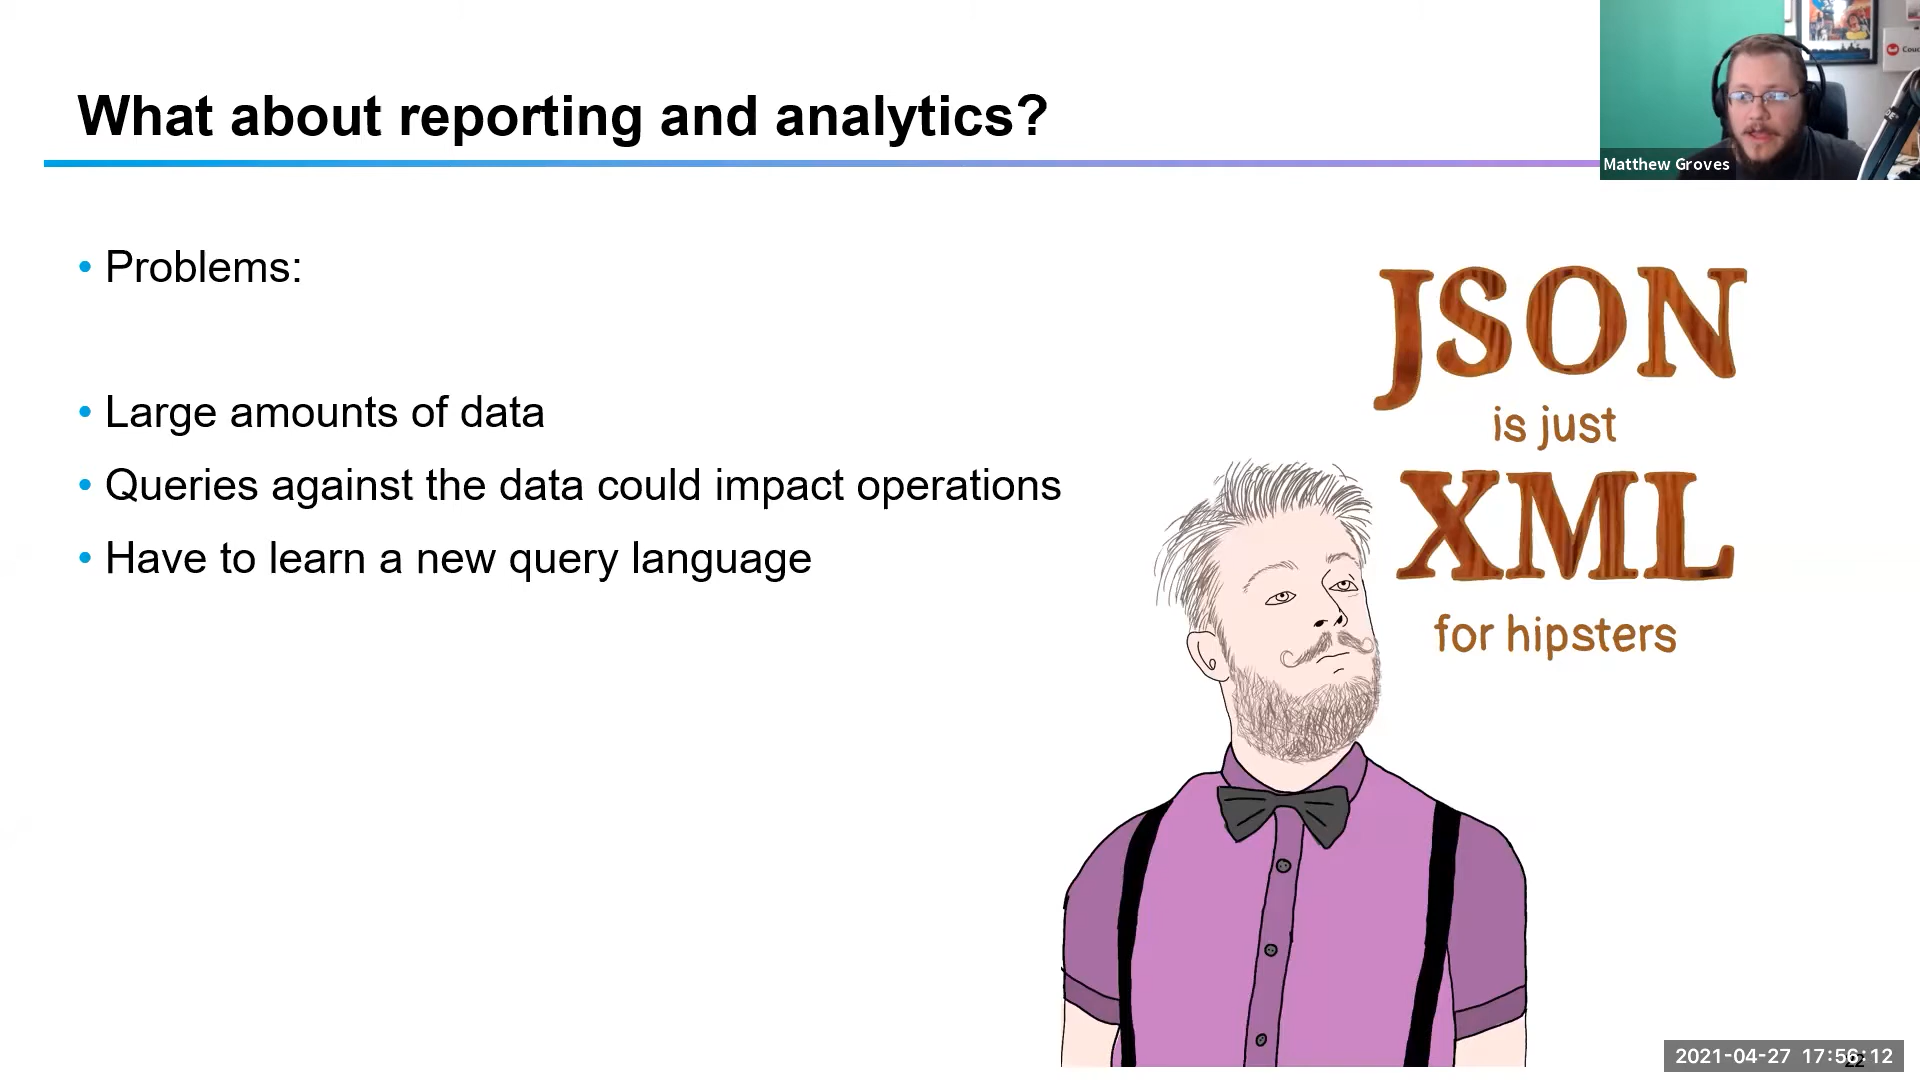 What about reporting and analytics?
Matthew Groves
• Problems:
• Large amounts of data
• Queries against the data could impact operations
• Have to learn a new query language
JSON
is just
XML
for hipsters
2021-04-27 17:56:12
22